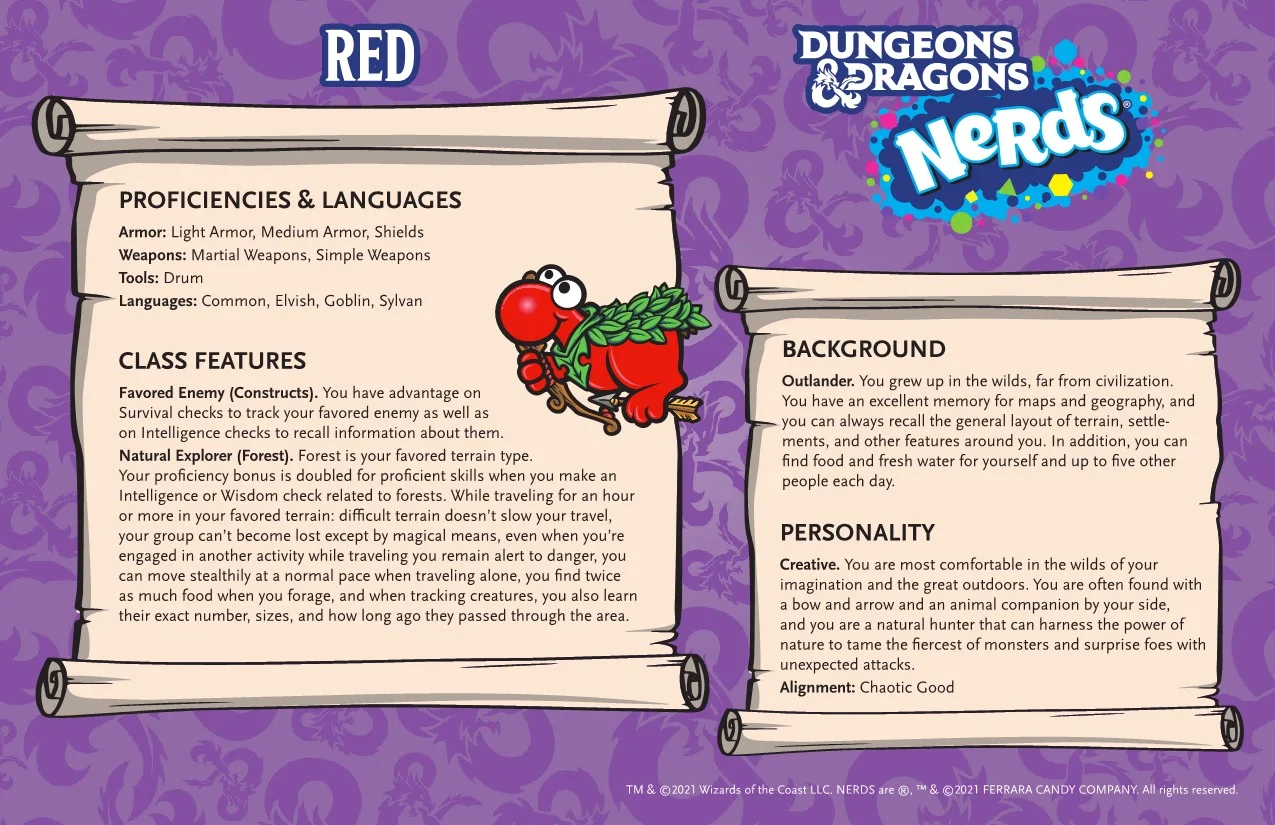 RED
PROFICIENCIES & LANGUAGES
Armor: Light Armor, Medium Armor, Shields
Weapons: Martial Weapons, Simple Weapons
Tools: Drum
Languages: Common, Elvish, Goblin, Sylvan
CLASS FEATURES
Favored Enemy (Constructs). You have advantage on
Survival checks to track your favored enemy as well as
on Intelligence checks to recall information about them.
Natural Explorer (Forest). Forest is your favored terrain type.
Your proficiency bonus is doubled for proficient skills when you make an
Intelligence or Wisdom check related to forests. While traveling for an hour
or more in your favored terrain: difficult terrain doesn't slow your travel,
your group can't become lost except by magical means, even when you're
engaged in another activity while traveling you remain alert to danger, you
can move stealthily at a normal pace when traveling alone, you find twice
as much food when you forage, and when tracking creatures, you also learn
their exact number, sizes, and how long ago they passed through the area.
DUNGEONS
& DRAGONS
NeRds®
BACKGROUND
Outlander. You grew up in the wilds, far from civilization.
You have an excellent memory for maps and geography, and
you can always recall the general layout of terrain, settle-
ments, and other features around you. In addition, you can
find food and fresh water for yourself and up to five other
people each day.
PERSONALITY
Creative. You are most comfortable in the wilds of your
imagination and the great outdoors. You are often found with
a bow and arrow and an animal companion by your side,
and you are a natural hunter that can harness the power of
nature to tame the fiercest of monsters and surprise foes with
unexpected attacks.
Alignment: Chaotic Good
TM & ©2021 Wizards of the Coast LLC. NERDS are ®, ™ & ©2021 FERRARA CANDY COMPANY. All rights reserved.